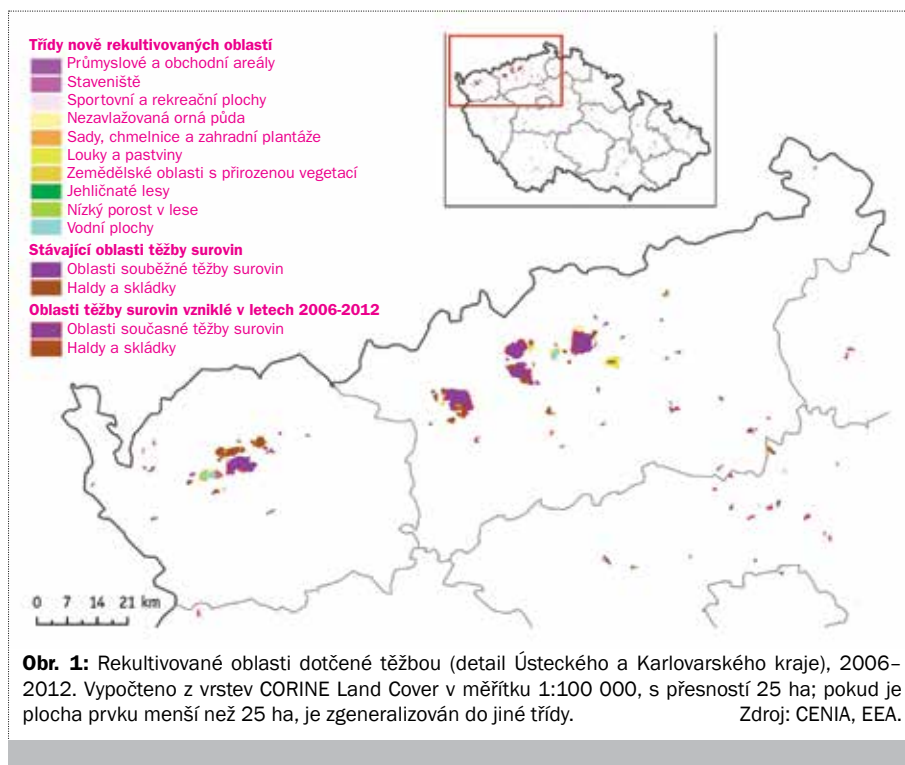 Třídy nově rekultivovaných oblastí
Průmyslové a obchodní areály
Staveniště
Sportovní a rekreační plochy
Nezavlažovaná orná půda
Sady, chmelnice a zahradní plantáže
Louky a pastviny
Zemědělské oblasti s přirozenou vegetací
Jehličnaté lesy
Nízký porost v lese
Vodní plochy
Stávající oblasti těžby surovin
Oblasti souběžné těžby surovin
Haldy a skládky
Oblasti těžby surovin vzniklé v letech 2006-2012
Oblasti současné těžby surovin
Haldy a skládky
0 7 14 21 km
Obr. 1: Rekultivované oblasti dotčené těžbou (detail Ústeckého a Karlovarského kraje), 2006–
2012. Vypočteno z vrstev CORINE Land Cover v měřítku 1:100 000, s přesností 25 ha; pokud je
plocha prvku menší než 25 ha, je zgeneralizován do jiné třídy. Zdroj: CENIA, EEA.